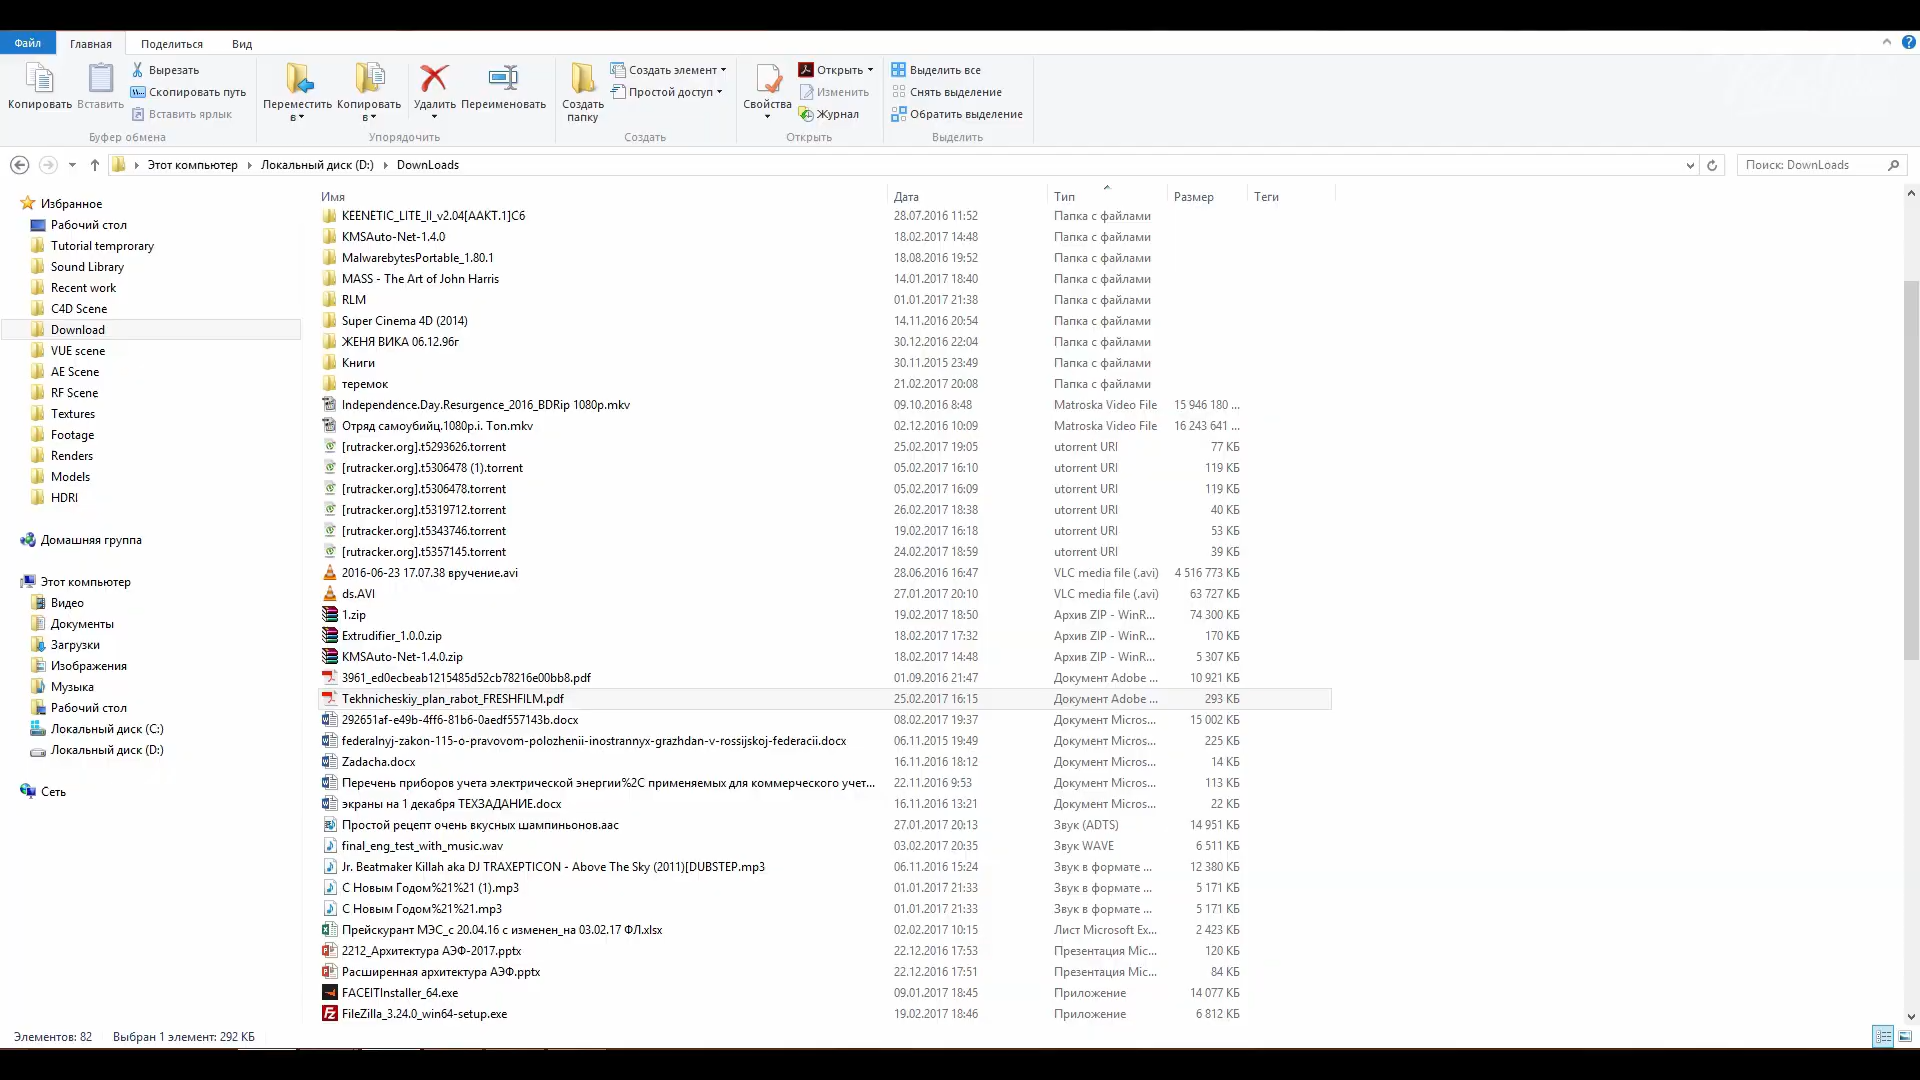 Файл Главная Поделиться Вид
Копировать Вставить Вырезать Скопировать путь Вставить ярлык
Буфер обмена
Переместить в Копировать в Удалить Переименовать
Упорядочить
Создать папку Создать элемент Простой доступ
Создать
Свойства Открыть Изменить Журнал
Открыть
Выделить все Снять выделение Обратить выделение
Выделить
Этот компьютер Локальный диск (D:) DownLoads Поиск: DownLoads
Избранное
Рабочий стол
Tutorial temprorary
Sound Library
Recent work
C4D Scene
Download
VUE scene
AE Scene
RF Scene
Textures
Footage
Renders
Models
HDRI
Домашняя группа
Этот компьютер
Видео
Документы
Загрузки
Изображения
Музыка
Рабочий стол
Локальный диск (C:)
Локальный диск (D:)
Сеть
Имя Дата Тип Размер Теги
KEENETIC_LITE_II_v2.04[AAKT.1]C6 28.07.2016 11:52 Папка с файлами
KMSAuto-Net-1.4.0 18.02.2017 14:48 Папка с файлами
MalwarebytesPortable_1.80.1 18.08.2016 19:52 Папка с файлами
MASS - The Art of John Harris 14.01.2017 18:40 Папка с файлами
RLM 01.01.2017 21:38 Папка с файлами
Super Cinema 4D (2014) 14.11.2016 20:54 Папка с файлами
ЖЕНЯ ВИКА 06.12.96г 30.12.2016 22:04 Папка с файлами
Книги 30.11.2015 23:49 Папка с файлами
теремок 21.02.2017 20:08 Папка с файлами
Independence.Day.Resurgence_2016_BDRip 1080p.mkv 09.10.2016 8:48 Matroska Video File 15 946 180 ...
Отряд самоубийц.1080p.i. Ton.mkv 02.12.2016 10:09 Matroska Video File 16 243 641 ...
[rutracker.org].t5293626.torrent 25.02.2017 19:05 utorrent URI 77 КБ
[rutracker.org].t5306478 (1).torrent 05.02.2017 16:10 utorrent URI 119 КБ
[rutracker.org].t5306478.torrent 05.02.2017 16:09 utorrent URI 119 КБ
[rutracker.org].t5319712.torrent 26.02.2017 18:38 utorrent URI 40 КБ
[rutracker.org].t5343746.torrent 19.02.2017 16:18 utorrent URI 53 КБ
[rutracker.org].t5357145.torrent 24.02.2017 18:59 utorrent URI 39 КБ
2016-06-23 17.07.38 вручение.avi 28.06.2016 16:47 VLC media file (.avi) 4 516 773 КБ
ds.AVI 27.01.2017 20:10 VLC media file (.avi) 63 727 КБ
1.zip 19.02.2017 18:50 Архив ZIP - WinR... 74 300 КБ
Extrudifier_1.0.0.zip 18.02.2017 17:32 Архив ZIP - WinR... 170 КБ
KMSAuto-Net-1.4.0.zip 18.02.2017 14:48 Архив ZIP - WinR... 5 307 КБ
3961_ed0ecbeab1215485d52cb78216e00bb8.pdf 01.09.2016 21:47 Документ Adobe ... 10 921 КБ
Tekhnicheskiy_plan_rabot_FRESHFILM.pdf 25.02.2017 16:15 Документ Adobe ... 293 КБ
292651af-e49b-4ff6-81b6-0aedf557143b.docx 08.02.2017 19:37 Документ Micros... 15 002 КБ
federalnyj-zakon-115-o-pravovom-polozhenii-inostrannyx-grazhdan-v-rossijskoj-federacii.docx 06.11.2015 19:49 Документ Micros... 225 КБ
Zadacha.docx 16.11.2016 18:12 Документ Micros... 14 КБ
Перечень приборов учета электрической энергии%2C применяемых для коммерческого учет... 22.11.2016 9:53 Документ Micros... 113 КБ
экраны на 1 декабря ТЕХЗАДАНИЕ.docx 16.11.2016 13:21 Документ Micros... 22 КБ
Простой рецепт очень вкусных шампиньонов.aac 27.01.2017 20:13 Звук (ADTS) 14 951 КБ
final_eng_test_with_music.wav 03.02.2017 20:35 Звук WAVE 6 511 КБ
Jr. Beatmaker Killah aka DJ TRAXEPTICON - Above The Sky (2011)[DUBSTEP.mp3 06.11.2016 15:24 Звук в формате ... 12 380 КБ
С Новым Годом%21%21 (1).mp3 01.01.2017 21:33 Звук в формате ... 5 171 КБ
С Новым Годом%21%21.mp3 01.01.2017 21:33 Звук в формате ... 5 171 КБ
Прейскурант МЭС_с 20.04.16 с изменен_на 03.02.17 ФЛ.xlsx 02.02.2017 10:15 Лист Microsoft Ex... 2 423 КБ
2212_Архитектура АЭФ-2017.pptx 22.12.2016 17:53 Презентация Mic... 120 КБ
Расширенная архитектура АЭФ.pptx 22.12.2016 17:51 Презентация Mic... 84 КБ
FACEITInstaller_64.exe 09.01.2017 18:45 Приложение 14 077 КБ
FileZilla_3.24.0_win64-setup.exe 19.02.2017 18:46 Приложение 6 812 КБ
Элементов: 82 Выбран 1 элемент: 292 КБ